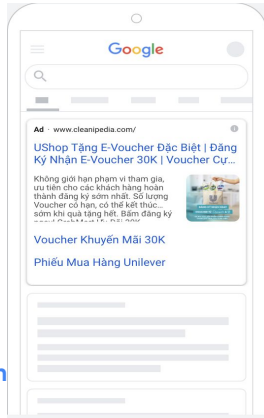 Google
Ad · www.cleanipedia.com/
UShop Tặng E-Voucher Đặc Biệt | Đăng
Ký Nhận E-Voucher 30K | Voucher Cự...
Không giới hạn phạm vi tham gia,
ưu tiên cho các khách hàng hoàn
thành đăng ký sớm nhất. Số lượng
Voucher có hạn, có thể kết thúc...
sớm khi quà tặng hết. Bấm đăng ký
Voucher Khuyến Mãi 30K
Phiếu Mua Hàng Unilever